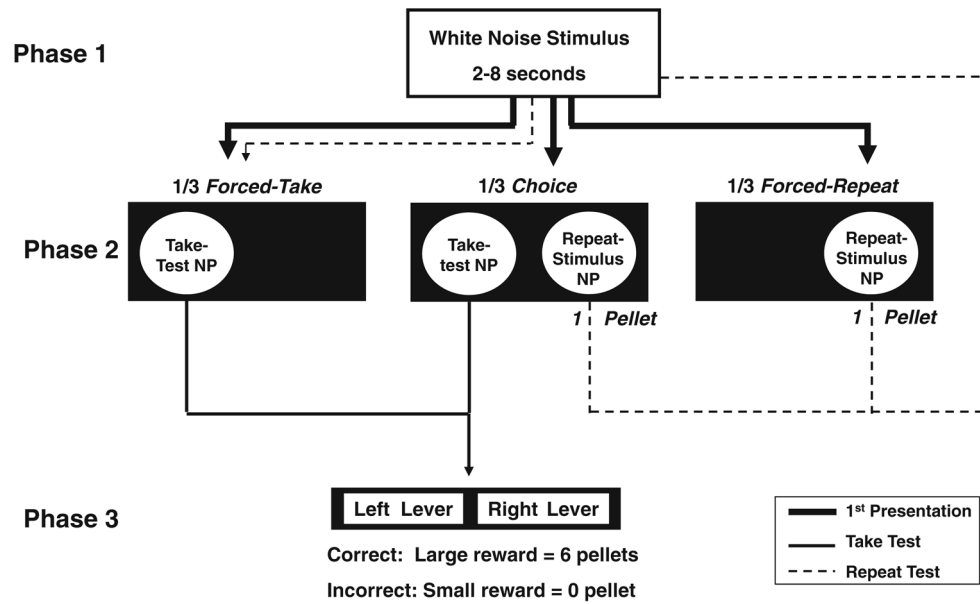 Phase 1
White Noise Stimulus
2-8 seconds
1/3 Forced-Take
1/3 Choice
1/3 Forced-Repeat
Phase 2
Take-
Test NP
Take-
test NP
Repeat-
Stimulus
NP
Repeat-
Stimulus
NP
1 Pellet
1 Pellet
Phase 3
Left Lever
Right Lever
Correct: Large reward = 6 pellets
Incorrect: Small reward = 0 pellet
1st Presentation
Take Test
Repeat Test